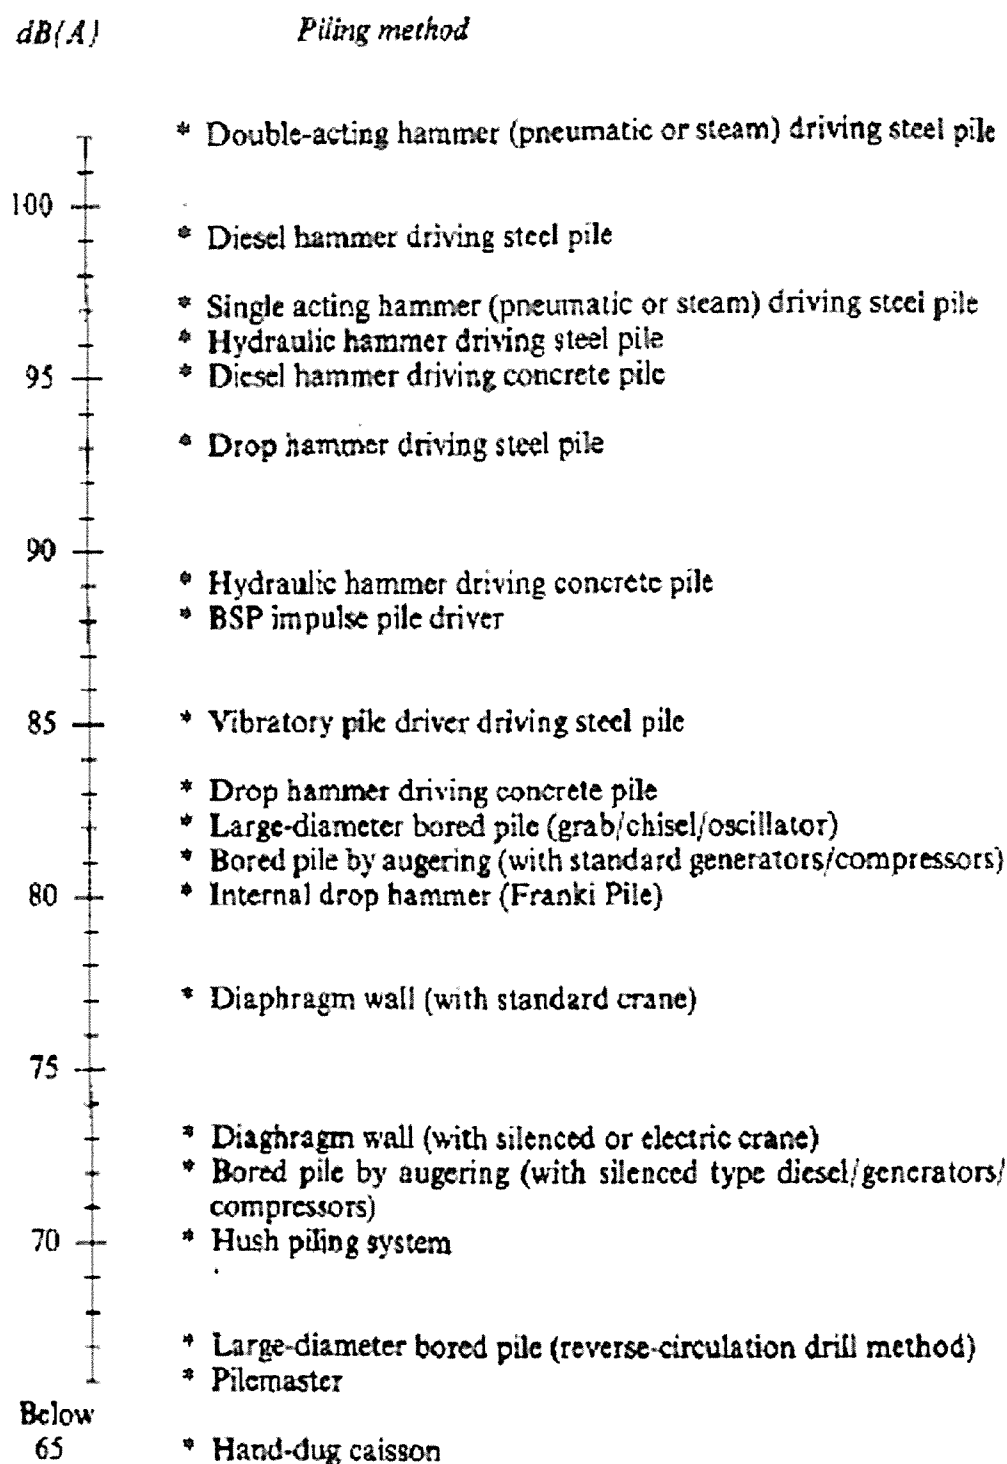 dB(A) Piling method
* Double-acting hammer (pneumatic or steam) driving steel pile
100
* Diesel hammer driving steel pile
* Single acting hammer (pneumatic or steam) driving steel pile
* Hydraulic hammer driving steel pile
95 * Diesel hammer driving concrete pile
* Drop hammer driving steel pile
90
* Hydraulic hammer driving concrete pile
* BSP impulse pile driver
85 * Vibratory pile driver driving steel pile
* Drop hammer driving concrete pile
* Large-diameter bored pile (grab/chisel/oscillator)
* Bored pile by augering (with standard generators/compressors)
80 * Internal drop hammer (Franki Pile)
* Diaphragm wall (with standard crane)
75
* Diaghragm wall (with silenced or electric crane)
* Bored pile by augering (with silenced type diesel/generators/
compressors)
70 * Hush piling system
* Large-diameter bored pile (reverse-circulation drill method)
* Pilemaster
Below
65 * Hand-dug caisson